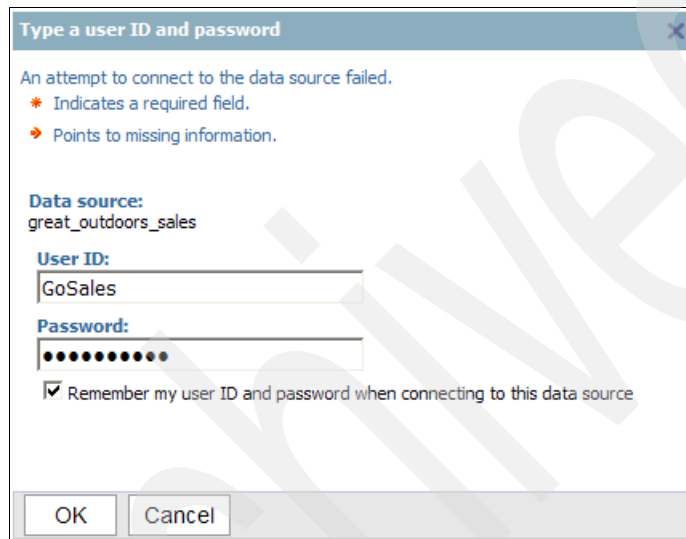 Type a user ID and password
An attempt to connect to the data source failed.
* Indicates a required field.
Points to missing information.
Data source:
great_outdoors_sales
User ID:
GoSales
Password:
●●●●●●●●●●
Remember my user ID and password when connecting to this data source
OK Cancel